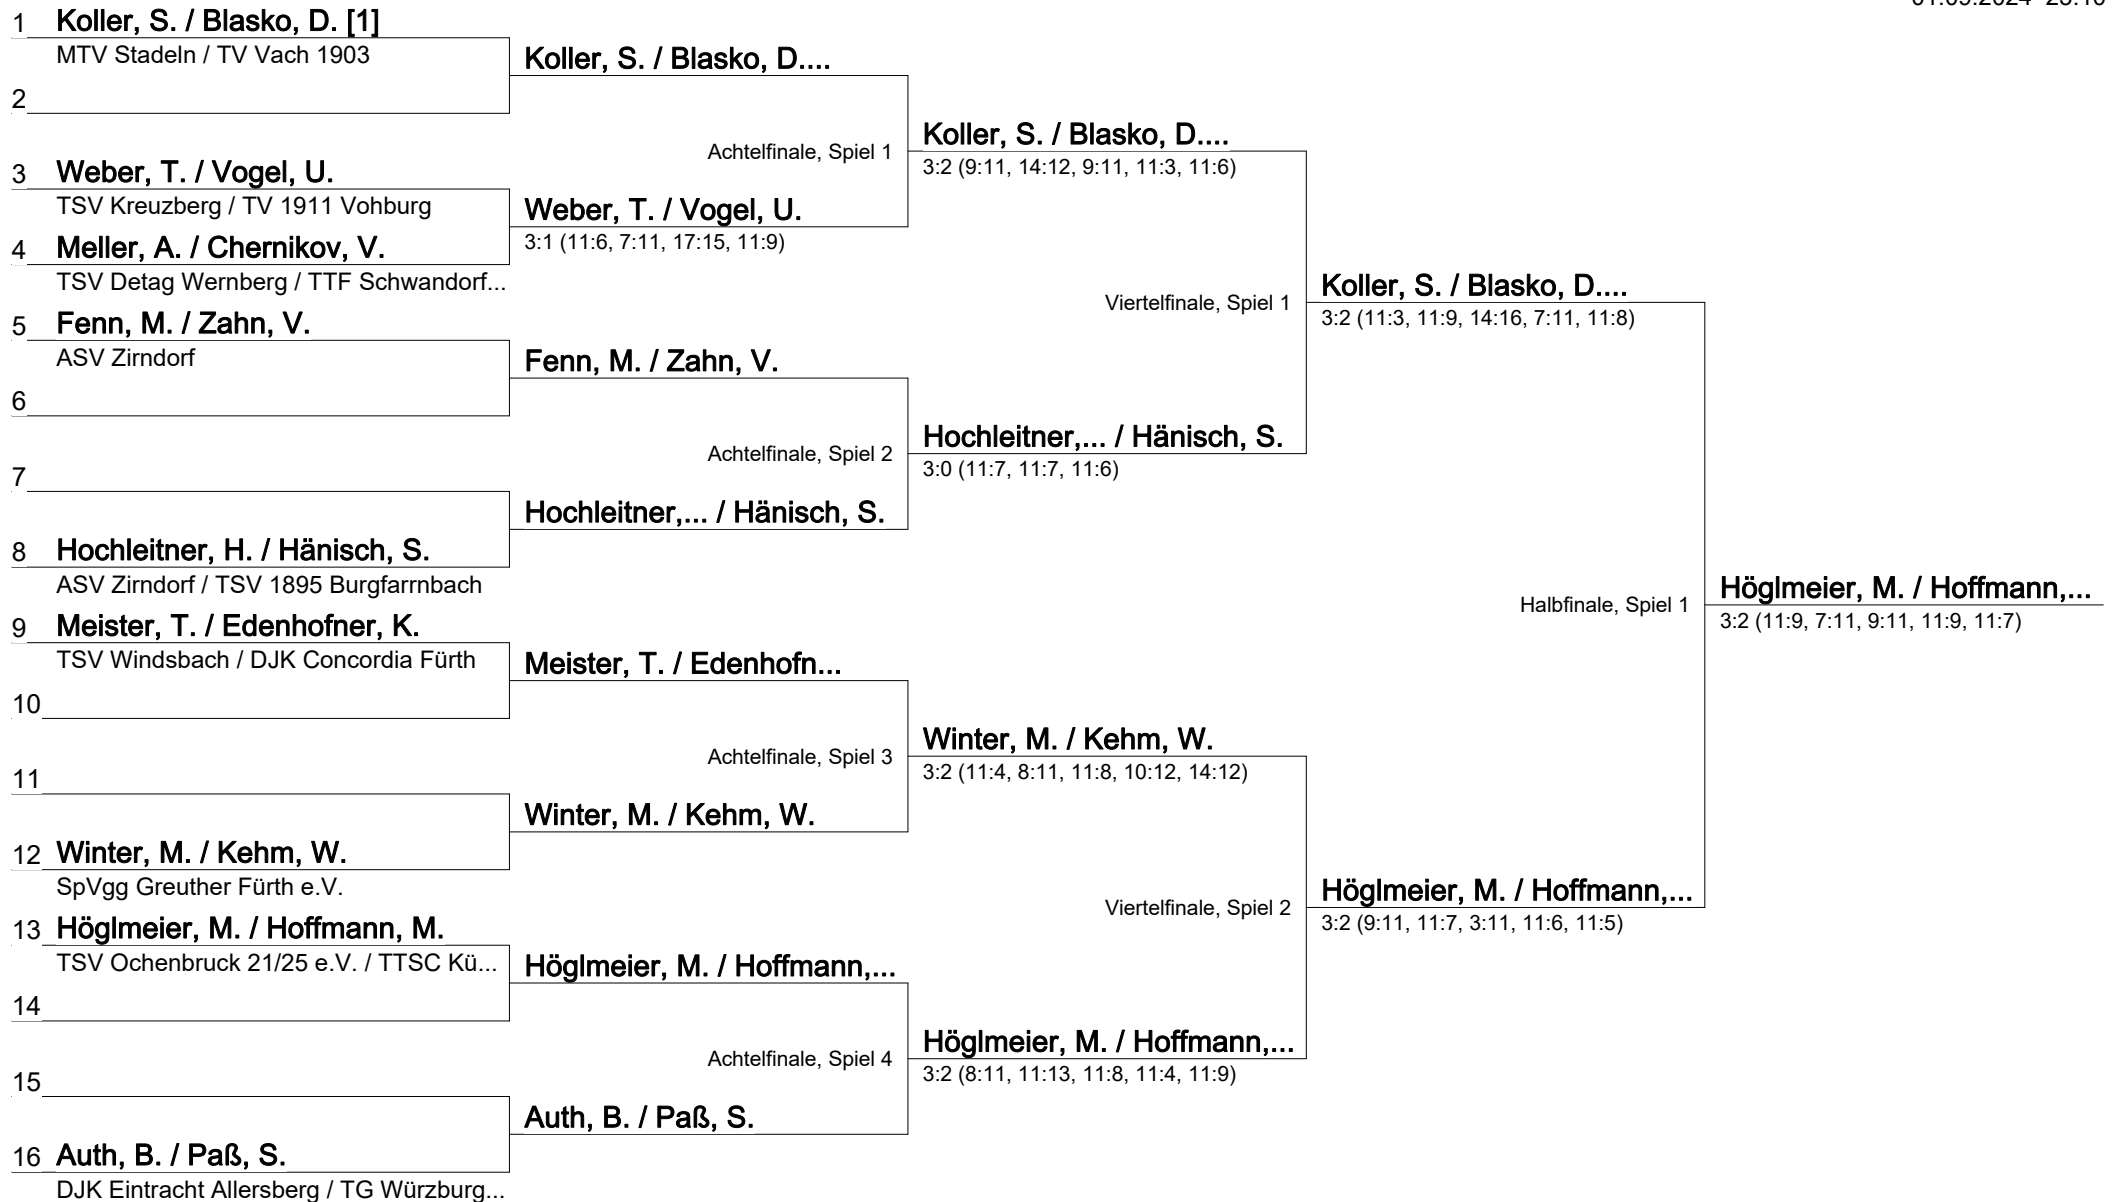 1 Koller, S. / Blasko, D. [1]
MTV Stadeln / TV Vach 1903
Koller, S. / Blasko, D....
2
Achtelfinale, Spiel 1
Koller, S. / Blasko, D....
3:2 (9:11, 14:12, 9:11, 11:3, 11:6)
3 Weber, T. / Vogel, U.
TSV Kreuzberg / TV 1911 Vohburg
Weber, T. / Vogel, U.
3:1 (11:6, 7:11, 17:15, 11:9)
4 Meller, A. / Chernikov, V.
TSV Detag Wernberg / TTF Schwandorf...
Viertelfinale, Spiel 1
Koller, S. / Blasko, D....
3:2 (11:3, 11:9, 14:16, 7:11, 11:8)
5 Fenn, M. / Zahn, V.
ASV Zirndorf
Fenn, M. / Zahn, V.
6
Achtelfinale, Spiel 2
Hochleitner,... / Hänisch, S.
3:0 (11:7, 11:7, 11:6)
7
Hochleitner,... / Hänisch, S.
8 Hochleitner, H. / Hänisch, S.
ASV Zirndorf / TSV 1895 Burgfarrnbach
Halbfinale, Spiel 1
Höglmeier, M. / Hoffmann,...
3:2 (11:9, 7:11, 9:11, 11:9, 11:7)
9 Meister, T. / Edenhofner, K.
TSV Windsbach / DJK Concordia Fürth
Meister, T. / Edenhofn...
10
Achtelfinale, Spiel 3
Winter, M. / Kehm, W.
3:2 (11:4, 8:11, 11:8, 10:12, 14:12)
11
Winter, M. / Kehm, W.
12 Winter, M. / Kehm, W.
SpVgg Greuther Fürth e.V.
Viertelfinale, Spiel 2
Höglmeier, M. / Hoffmann,...
3:2 (9:11, 11:7, 3:11, 11:6, 11:5)
13 Höglmeier, M. / Hoffmann, M.
TSV Ochenbruck 21/25 e.V. / TTSC Kü...
Höglmeier, M. / Hoffmann,...
14
Achtelfinale, Spiel 4
Höglmeier, M. / Hoffmann,...
3:2 (8:11, 11:13, 11:8, 11:4, 11:9)
15
Auth, B. / Paß, S.
16 Auth, B. / Paß, S.
DJK Eintracht Allersberg / TG Würzburg...